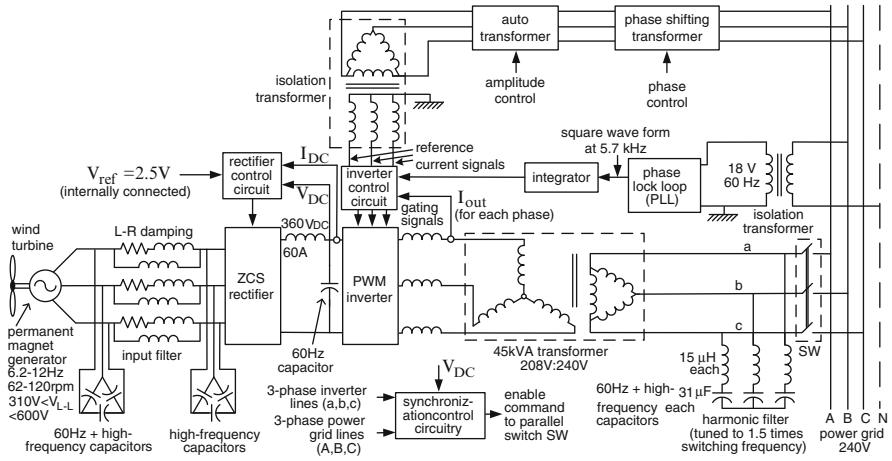 auto
transformer
phase shifting
transformer
isolation
transformer
amplitude
control
phase
control
reference
current signals
square wave form
at 5.7 kHz
V_ref =2.5V
(internally connected)
rectifier
control
circuit
I_DC
V_DC
inverter
control
circuit
integrator
phase
lock loop
(PLL)
18 V
60 Hz
isolation
transformer
I_out
(for each phase)
gating
signals
wind
turbine
L-R damping
360V_DC
60A
ZCS
rectifier
PWM
inverter
a
b
c
SW
permanent
magnet
generator
6.2-12Hz
62-120rpm
310V<V_L-L
<600V
input filter
60Hz
capacitor
45kVA transformer
208V:240V
15 μH
each
31μF
each
60Hz + high-
frequency capacitors
60Hz + high-
frequency capacitors
high-frequency
capacitors
V_DC
3-phase inverter
lines (a,b,c)
3-phase power
grid lines
(A,B,C)
synchroniz-
ationcontrol
circuitry
enable
command
to parallel
switch SW
harmonic filter
(tuned to 1.5 times
switching frequency)
A B C N
power grid
240V